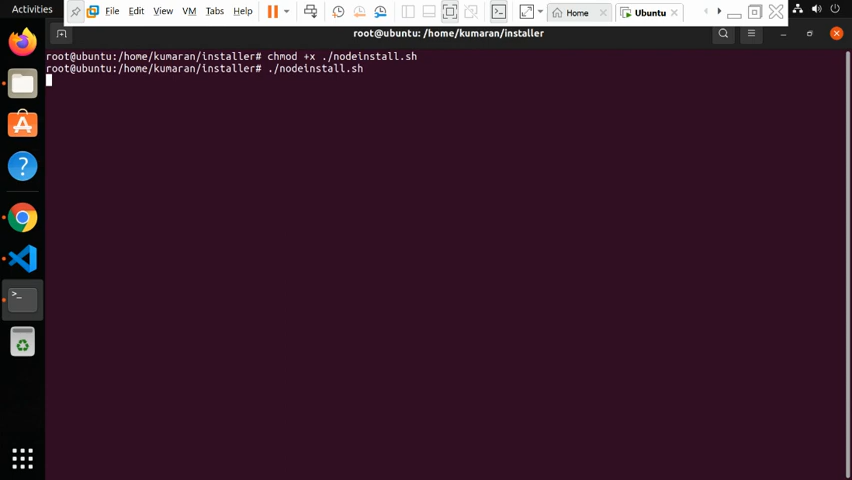 Activities
File Edit View VM Tabs Help
Home
Ubuntu
root@ubuntu: /home/kumaran/installer
root@ubuntu:/home/kumaran/installer# chmod +x ./nodeinstall.sh
root@ubuntu:/home/kumaran/installer# ./nodeinstall.sh